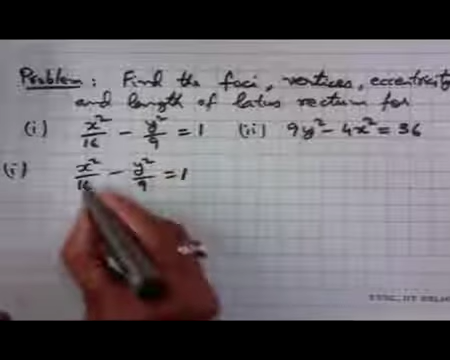 Problem: Find the foci, vertices, eccentricity
and length of latus rectum for
(i) x²/16 − y²/9 = 1 (ii) 9y² − 4x² = 36
(i) x²/16 − y²/9 = 1